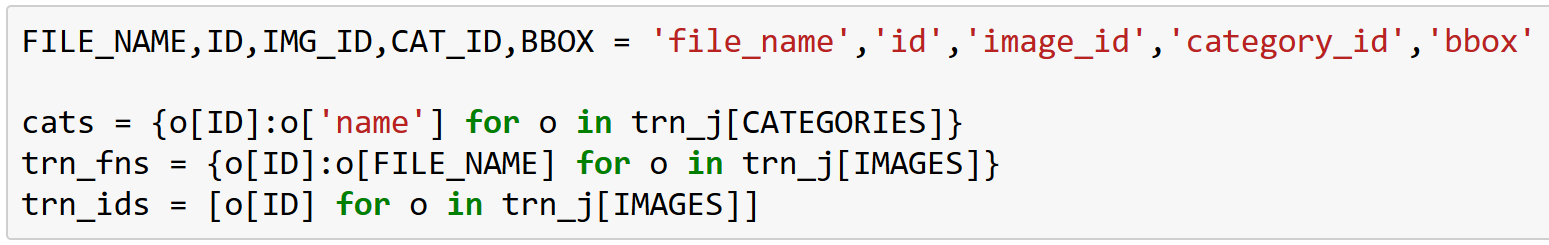 FILE_NAME,ID,IMG_ID,CAT_ID,BBOX = 'file_name','id','image_id','category_id','bbox'
cats = {o[ID]:o['name'] for o in trn_j[CATEGORIES]}
trn_fns = {o[ID]:o[FILE_NAME] for o in trn_j[IMAGES]}
trn_ids = [o[ID] for o in trn_j[IMAGES]]